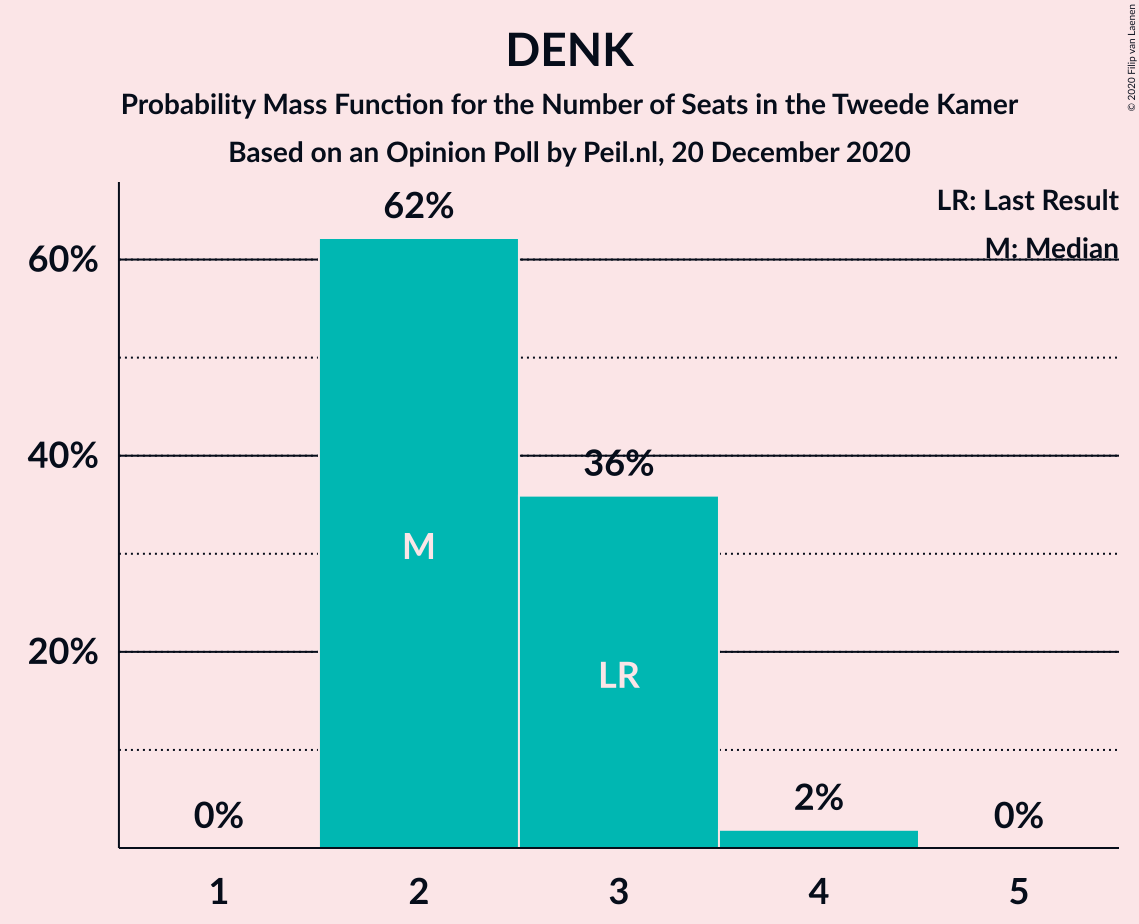 DENK
Probability Mass Function for the Number of Seats in the Tweede Kamer
Based on an Opinion Poll by Peil.nl, 20 December 2020
© 2020 Filip van Laenen
LR: Last Result
M: Median
62%
60%
40%
36%
M
20%
LR
0%
2%
0%
1 2 3 4 5